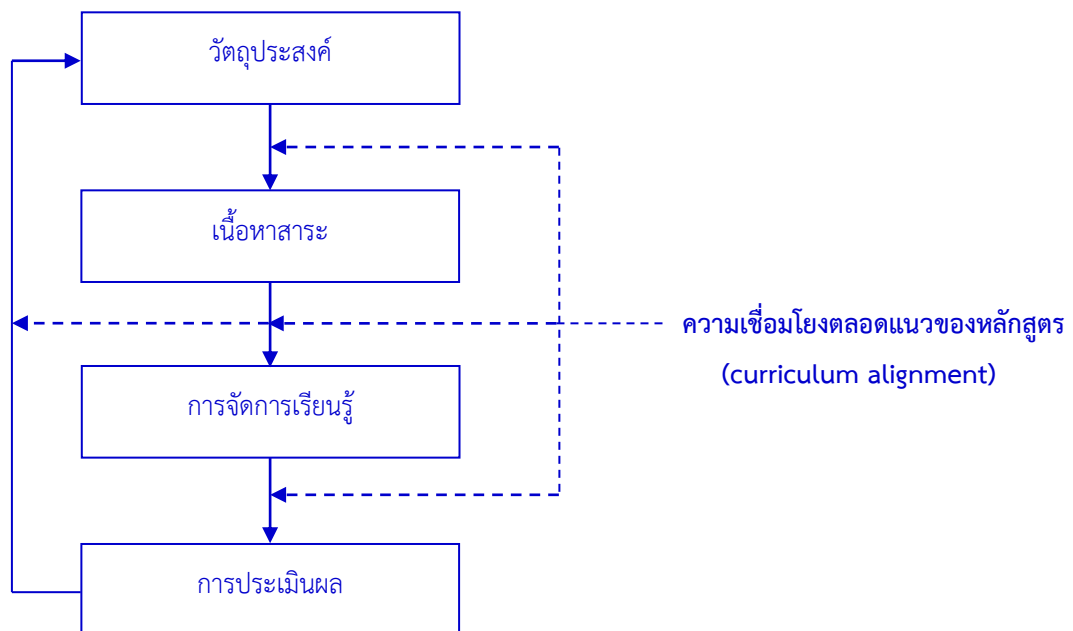 วัตถุประสงค์
เนื้อหาสาระ
ความเชื่อมโยงตลอดแนวของหลักสูตร
(curriculum alignment)
การจัดการเรียนรู้
การประเมินผล